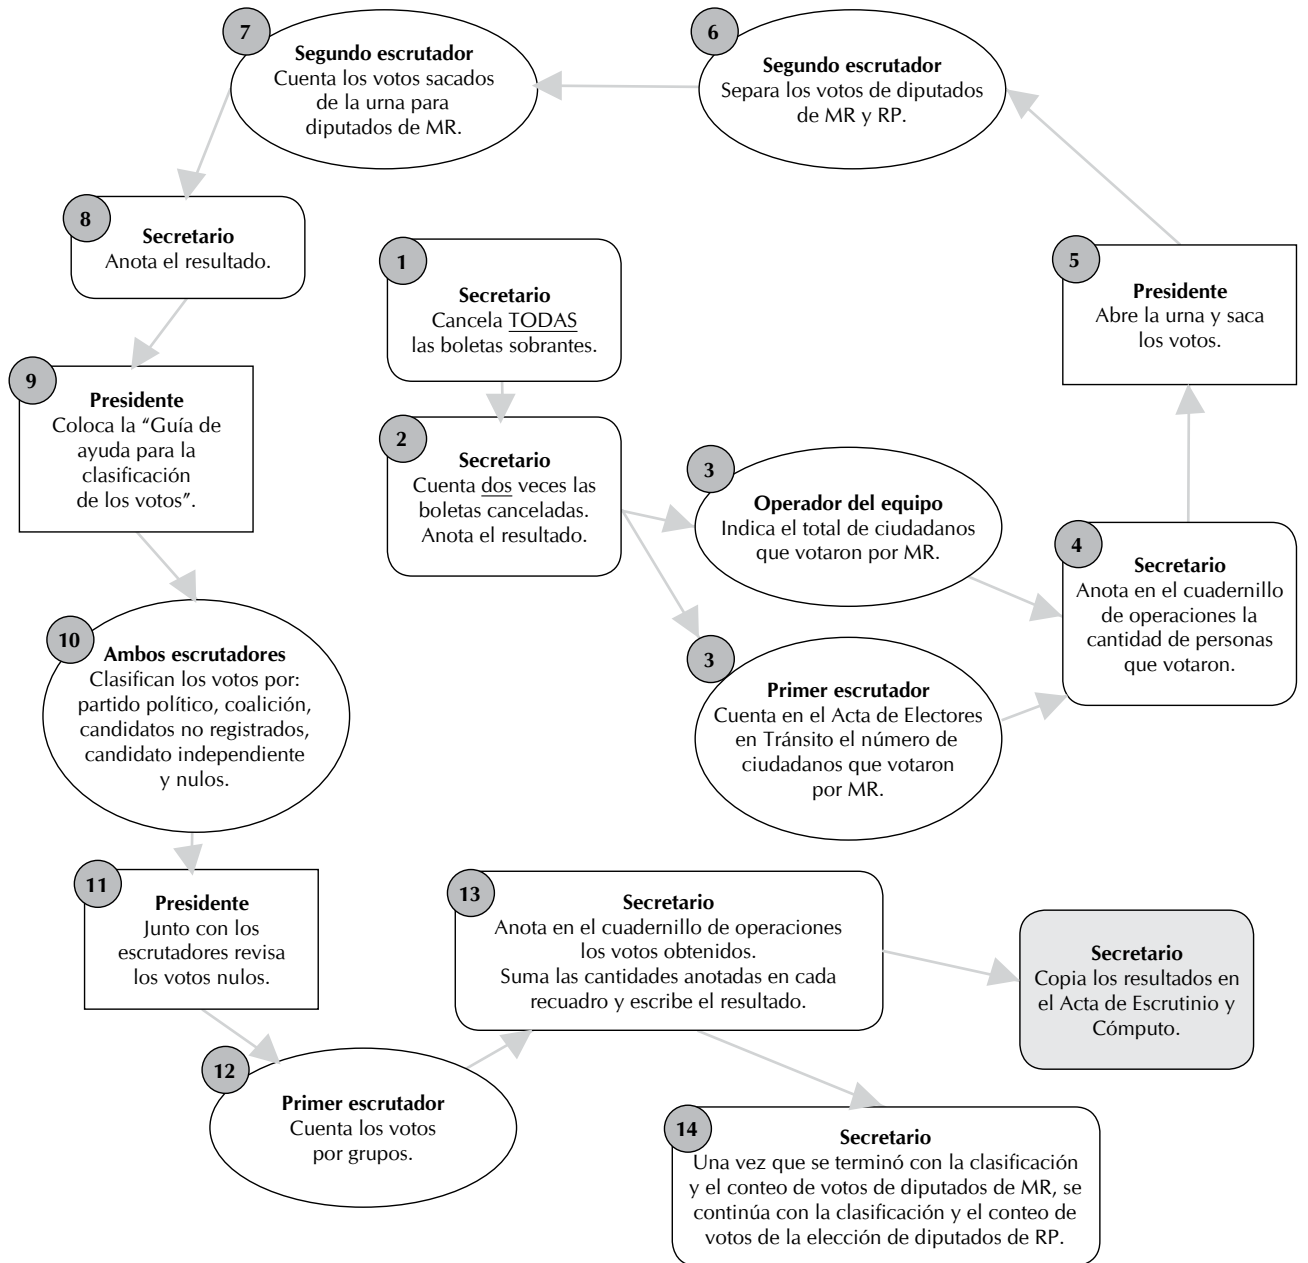 1
Secretario
Cancela TODAS
las boletas sobrantes.
2
Secretario
Cuenta dos veces las
boletas canceladas.
Anota el resultado.
3
Operador del equipo
Indica el total de ciudadanos
que votaron por MR.
3
Primer escrutador
Cuenta en el Acta de Electores
en Tránsito el número de
ciudadanos que votaron
por MR.
4
Secretario
Anota en el cuadernillo
de operaciones la
cantidad de personas
que votaron.
5
Presidente
Abre la urna y saca
los votos.
6
Segundo escrutador
Separa los votos de diputados
de MR y RP.
7
Segundo escrutador
Cuenta los votos sacados
de la urna para
diputados de MR.
8
Secretario
Anota el resultado.
9
Presidente
Coloca la “Guía de
ayuda para la
clasificación
de los votos”.
10
Ambos escrutadores
Clasifican los votos por:
partido político, coalición,
candidatos no registrados,
candidato independiente
y nulos.
11
Presidente
Junto con los
escrutadores revisa
los votos nulos.
12
Primer escrutador
Cuenta los votos
por grupos.
13
Secretario
Anota en el cuadernillo de operaciones
los votos obtenidos.
Suma las cantidades anotadas en cada
recuadro y escribe el resultado.
Secretario
Copia los resultados en
el Acta de Escrutinio y
Cómputo.
14
Secretario
Una vez que se terminó con la clasificación
y el conteo de votos de diputados de MR, se
continúa con la clasificación y el conteo de
votos de la elección de diputados de RP.